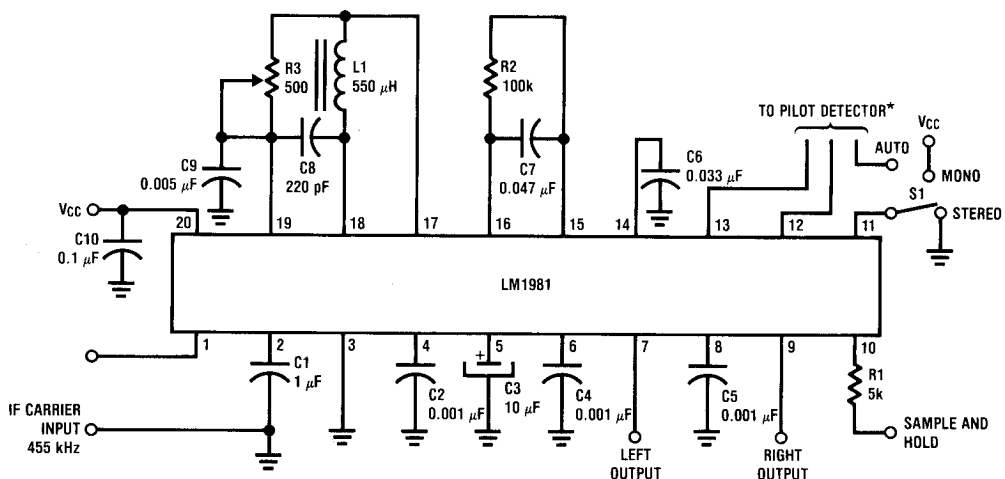 R3
500
L1
550 μH
R2
100k
TO PILOT DETECTOR*
VCC
AUTO
MONO
C9
0.005 μF
C8
220 pF
C7
0.047 μF
C6
0.033 μF
S1
STEREO
VCC
C10
0.1 μF
20
19
18
17
16
15
14
13
12
11
LM1981
1
2
3
4
5
6
7
8
9
10
C1
1 μF
C2
0.001 μF
+
C3
10 μF
C4
0.001 μF
C5
0.001 μF
R1
5k
IF CARRIER
INPUT
455 kHz
LEFT
OUTPUT
RIGHT
OUTPUT
SAMPLE AND
HOLD